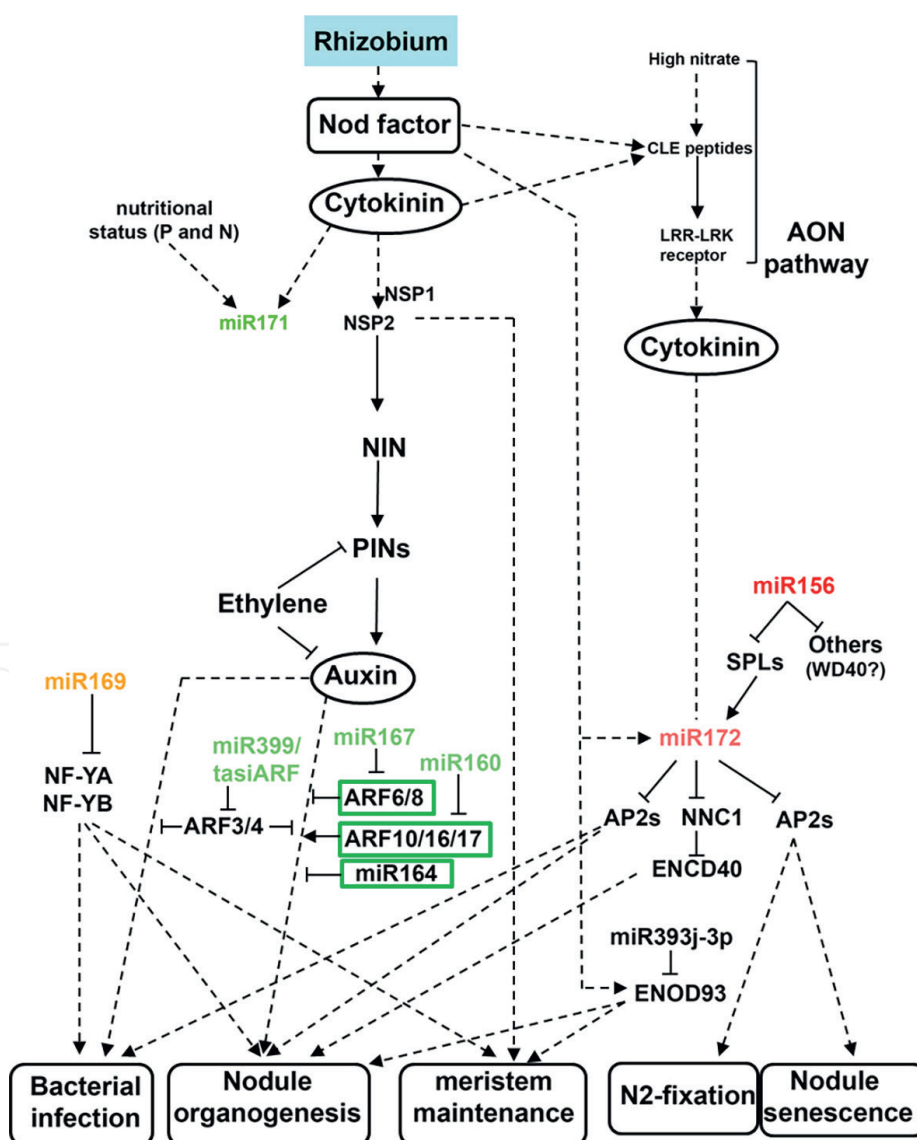 Rhizobium
High nitrate
Nod factor
CLE peptides
Cytokinin
nutritional
status (P and N)
LRR-LRK
receptor
AON
pathway
NSP1
miR171
NSP2
Cytokinin
NIN
PINs
miR156
Ethylene
Others
(WD40?)
SPLs
Auxin
miR169
miR172
miR399/
tasiARF
miR167
miR160
NF-YA
NF-YB
ARF6/8
ARF3/4
ARF10/16/17
miR164
AP2s
NNC1
AP2s
ENCD40
miR393j-3p
ENOD93
Bacterial
infection
Nodule
organogenesis
meristem
maintenance
N2-fixation
Nodule
senescence